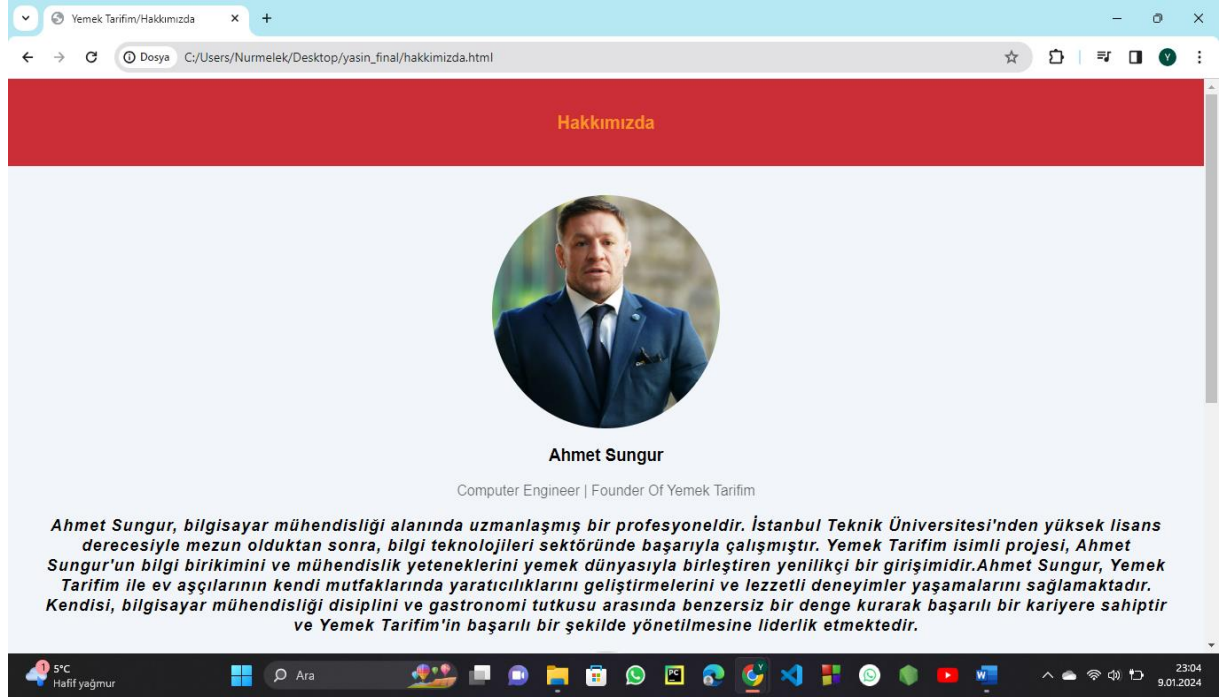 Yemek Tarifim/Hakkımızda
Dosya C:/Users/Nurmelek/Desktop/yasin_final/hakkimizda.html
Y
Hakkımızda
Ahmet Sungur
Computer Engineer | Founder Of Yemek Tarifim
Ahmet Sungur, bilgisayar mühendisliği alanında uzmanlaşmış bir profesyoneldir. İstanbul Teknik Üniversitesi'nden yüksek lisans
derecesiyle mezun olduktan sonra, bilgi teknolojileri sektöründe başarıyla çalışmıştır. Yemek Tarifim isimli projesi, Ahmet
Sungur'un bilgi birikimini ve mühendislik yeteneklerini yemek dünyasıyla birleştiren yenilikçi bir girişimidir.Ahmet Sungur, Yemek
Tarifim ile ev aşçılarının kendi mutfaklarında yaratıcılıklarını geliştirmelerini ve lezzetli deneyimler yaşamalarını sağlamaktadır.
Kendisi, bilgisayar mühendisliği disiplini ve gastronomi tutkusu arasında benzersiz bir denge kurarak başarılı bir kariyere sahiptir
ve Yemek Tarifim'in başarılı bir şekilde yönetilmesine liderlik etmektedir.
1
5°C
Hafif yağmur
Ara
PC
Y
W
23:04
9.01.2024